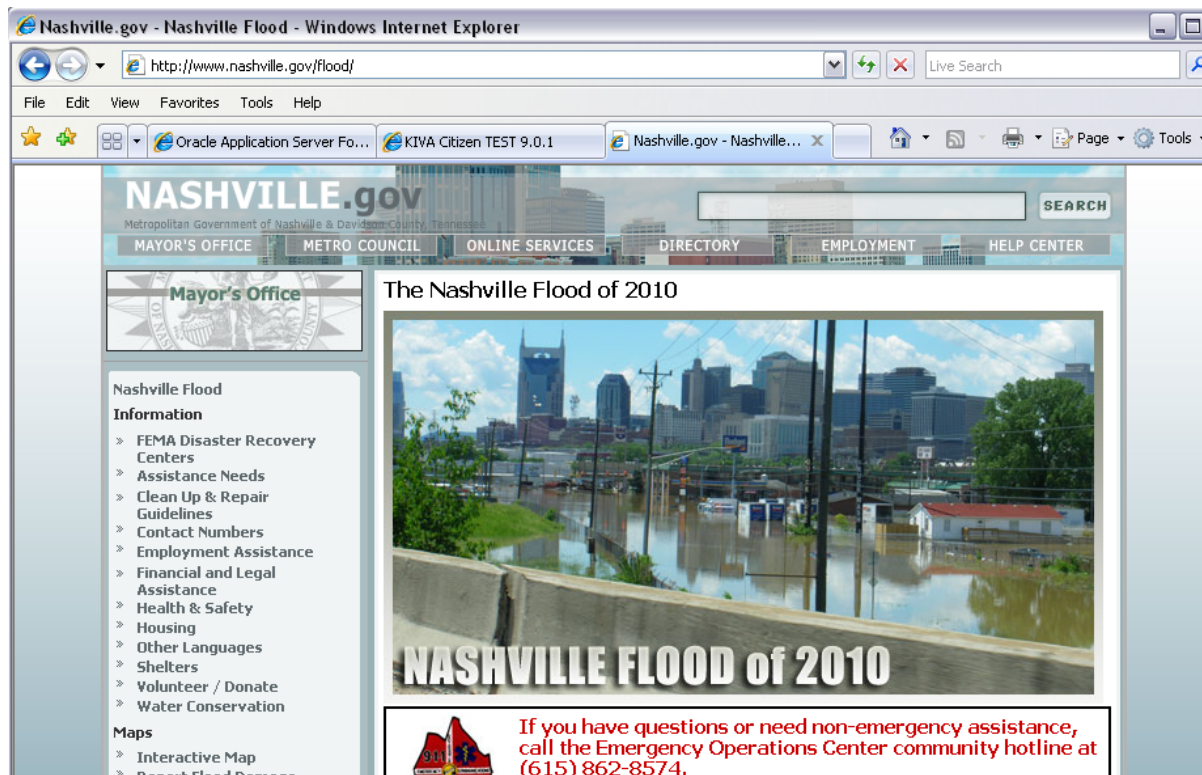 Nashville.gov - Nashville Flood - Windows Internet Explorer
http://www.nashville.gov/flood/
Live Search
File Edit View Favorites Tools Help
Oracle Application Server Fo... KIVA Citizen TEST 9.0.1 Nashville.gov - Nashville... Page Tools
NASHVILLE.gov
Metropolitan Government of Nashville & Davidson County, Tennessee
SEARCH
MAYOR'S OFFICE METRO COUNCIL ONLINE SERVICES DIRECTORY EMPLOYMENT HELP CENTER
Mayor's Office
Nashville Flood
Information
» FEMA Disaster Recovery
Centers
» Assistance Needs
» Clean Up & Repair
Guidelines
» Contact Numbers
» Employment Assistance
» Financial and Legal
Assistance
» Health & Safety
» Housing
» Other Languages
» Shelters
» Volunteer / Donate
» Water Conservation
Maps
» Interactive Map
» Report Flood Damage
The Nashville Flood of 2010
NASHVILLE FLOOD of 2010
911
If you have questions or need non-emergency assistance,
call the Emergency Operations Center community hotline at
(615) 862-8574.